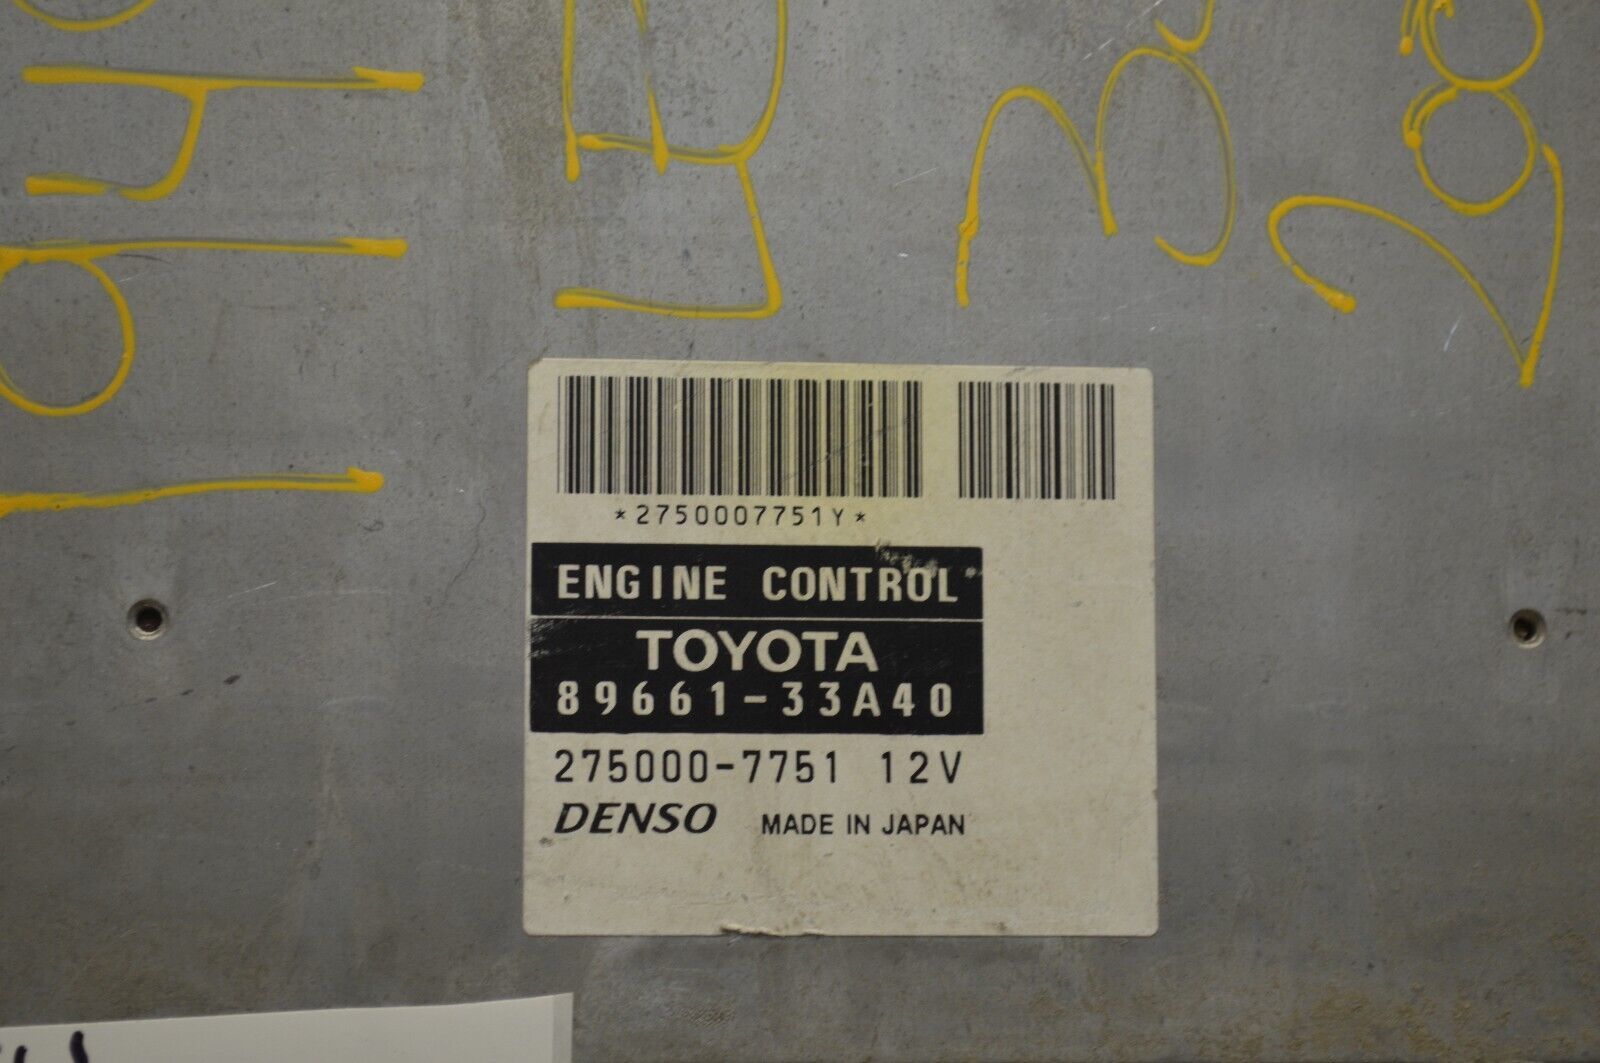 *2750007751Y*
ENGINE CONTROL
TOYOTA
89661-33A40
275000-7751 12V
DENSO MADE IN JAPAN